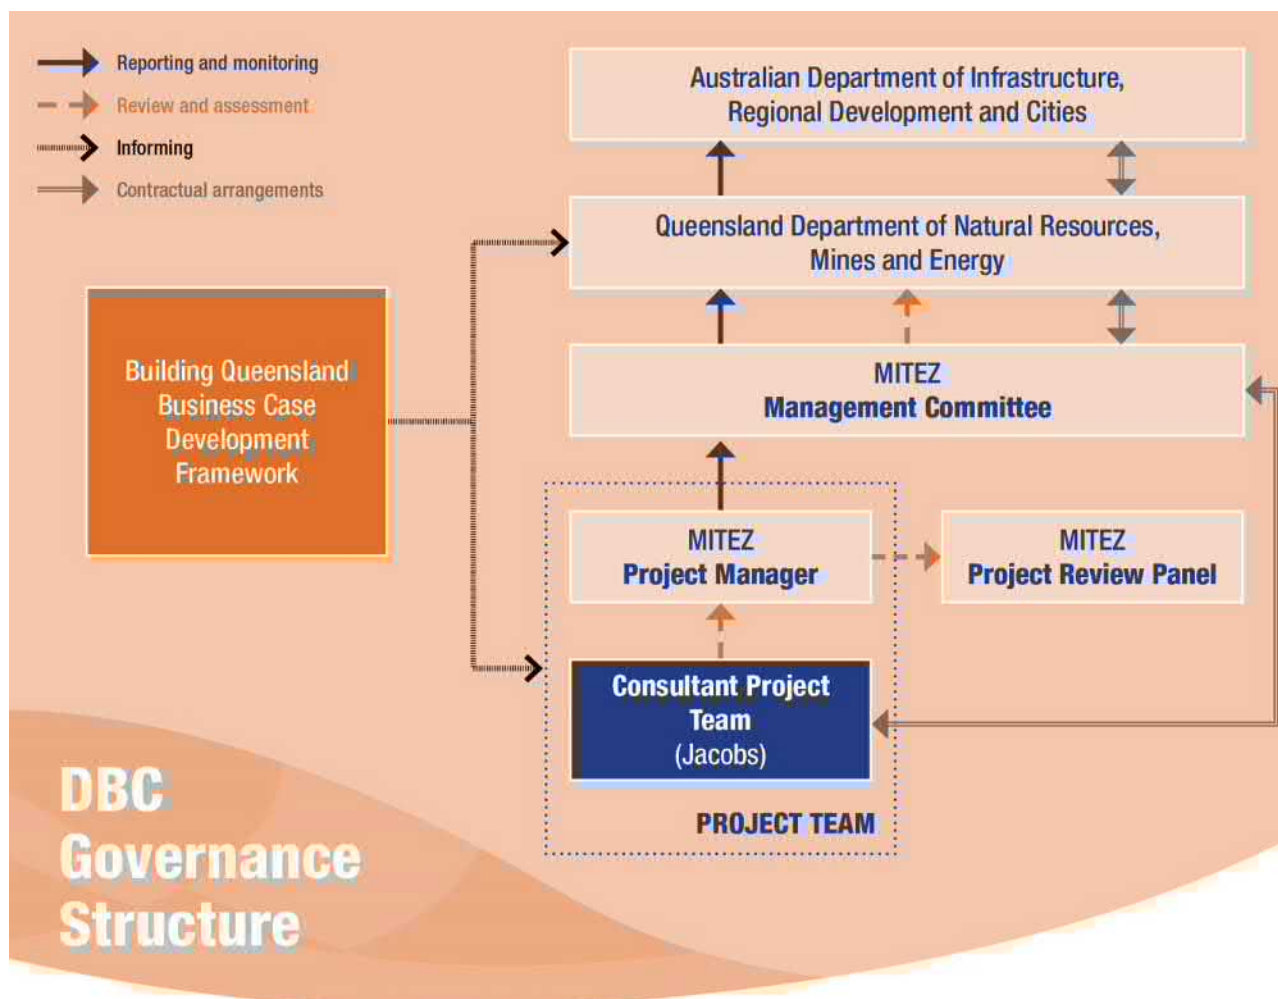 Reporting and monitoring
Review and assessment
Informing
Contractual arrangements
Australian Department of Infrastructure,
Regional Development and Cities
Queensland Department of Natural Resources,
Mines and Energy
Building Queensland
Business Case
Development
Framework
MITEZ
Management Committee
MITEZ
Project Manager
MITEZ
Project Review Panel
Consultant Project
Team
(Jacobs)
PROJECT TEAM
DBC
Governance
Structure